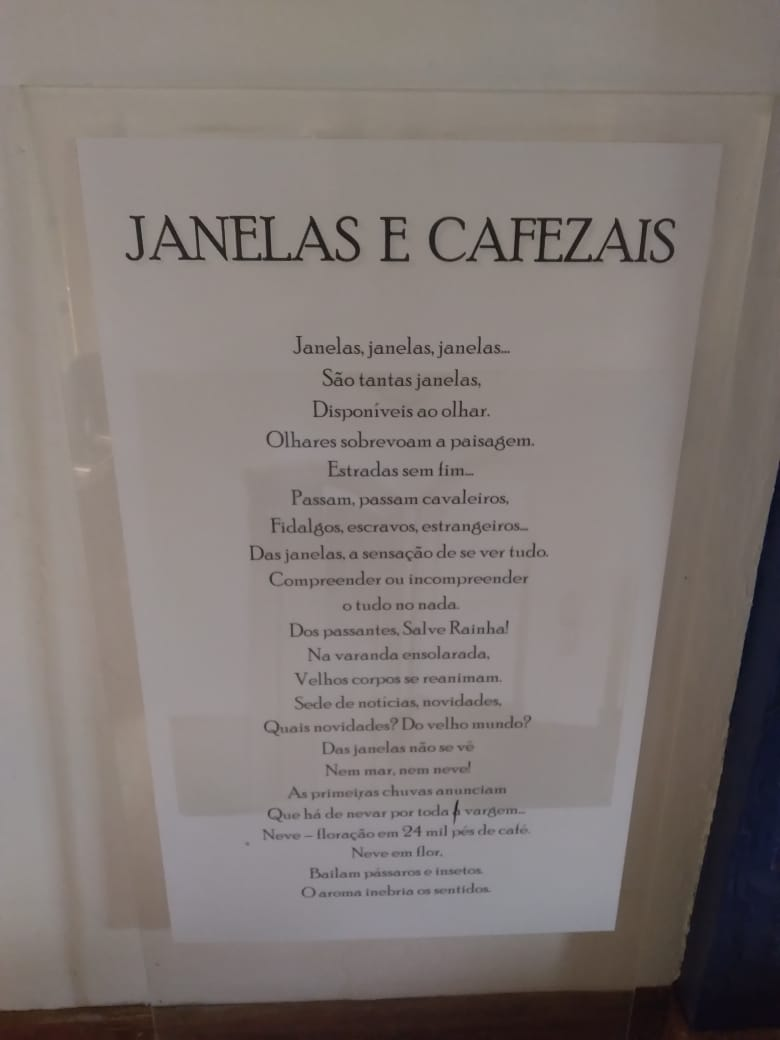 JANELAS E CAFEZAIS
Janelas, janelas, janelas...
São tantas janelas,
Disponíveis ao olhar.
Olhares sobrevoam a paisagem.
Estradas sem fim...
Passam, passam cavaleiros,
Fidalgos, escravos, estrangeiros...
Das janelas, a sensação de se ver tudo.
Compreender ou incompreender
o tudo no nada.
Dos passantes, Salve Rainha!
Na varanda ensolarada,
Velhos corpos se reanimam.
Sede de notícias, novidades,
Quais novidades? Do velho mundo?
Das janelas não se vê
Nem mar, nem neve!
As primeiras chuvas anunciam
Que há de nevar por toda vargem...
Neve – floração em 24 mil pés de café.
Neve em flor,
Bailam pássaros e insetos.
O aroma inebria os sentidos.